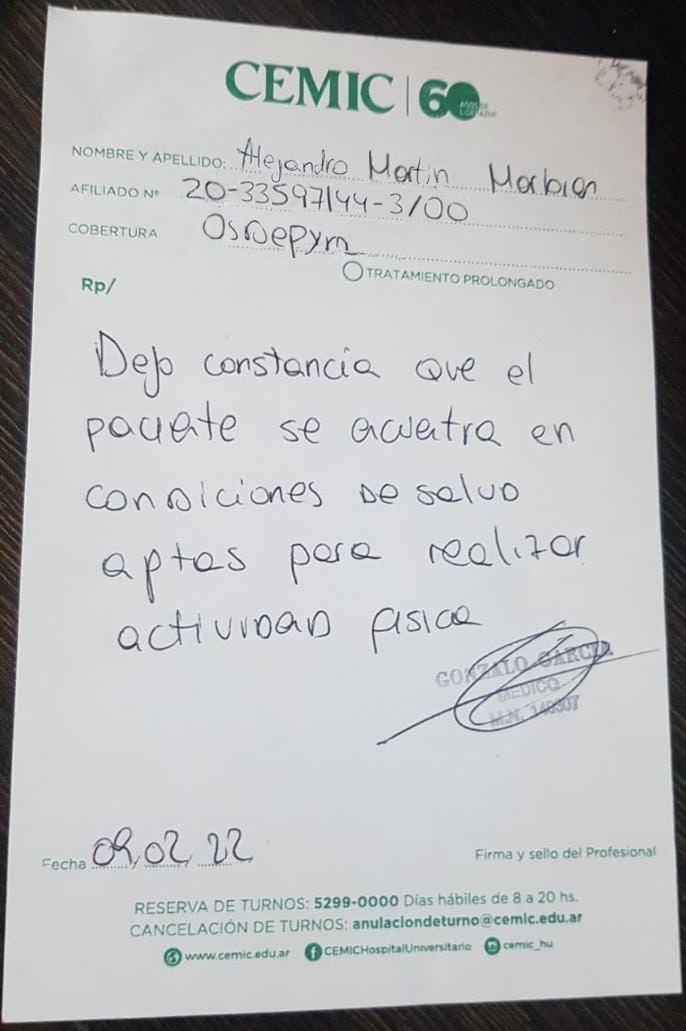 CEMIC | 60
NOMBRE Y APELLIDO: Alejandro Martin
AFILIADO Nº 20-33597144-3/00
COBERTURA Osdepym
TRATAMIENTO PROLONGADO
Rp/
Dejo constancia que el
paciente se encuentra en
condiciones de salud
aptas para realizar
actividad fisica
GONZALO GARCIA
MEDICO
M.N.
Fecha 09,02,22
Firma y sello del Profesional
RESERVA DE TURNOS: 5299-0000 Días hábiles de 8 a 20 hs.
CANCELACIÓN DE TURNOS: anulaciondeturno@cemic.edu.ar
www.cemic.edu.ar CEMICHospitalUniversitario cemic_hu